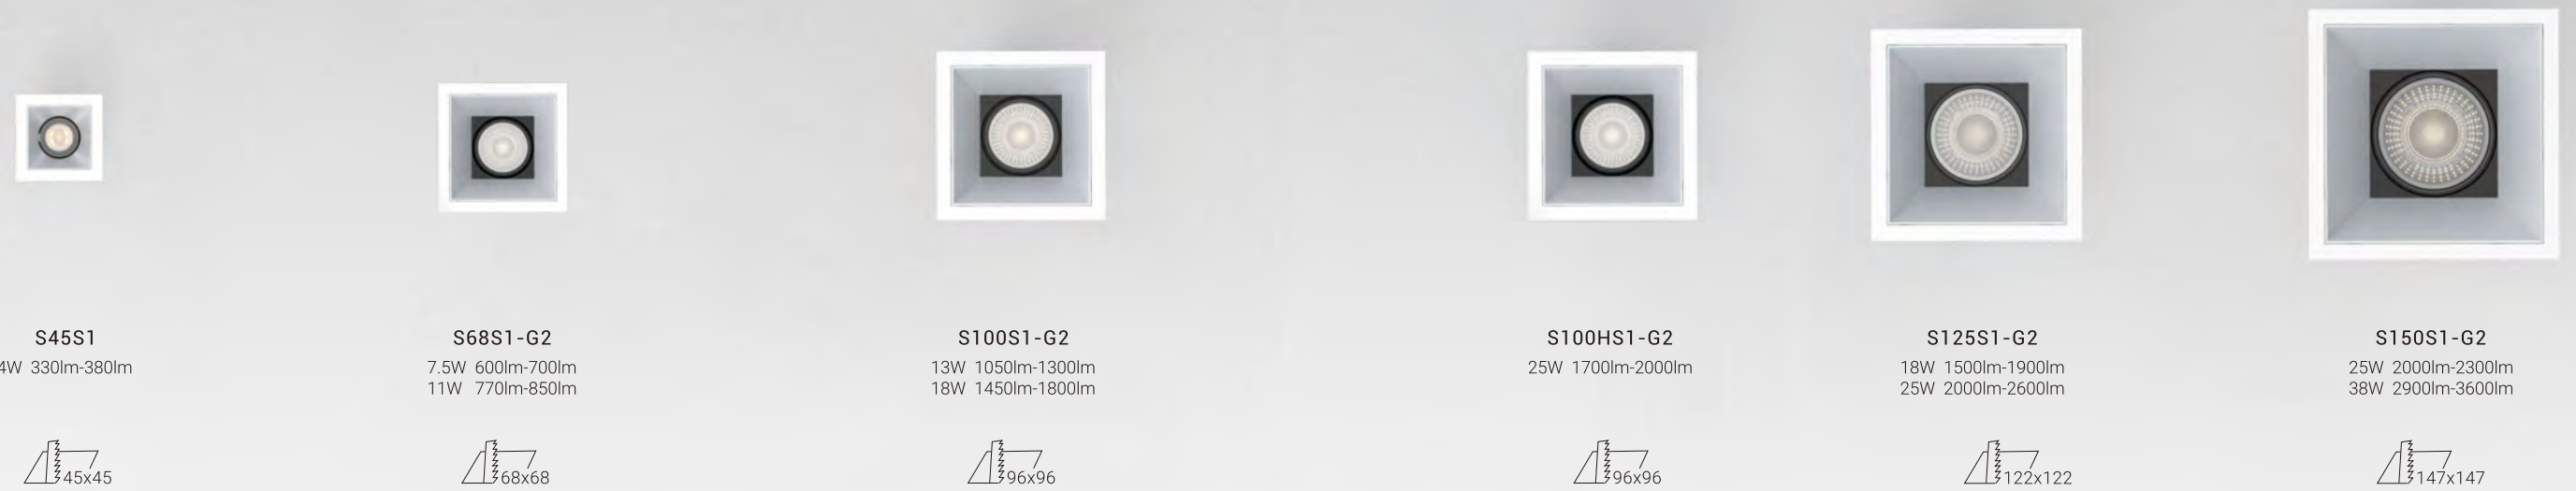 S45S1
4W 330lm-380lm
45x45
S68S1-G2
7.5W 600lm-700lm
11W 770lm-850lm
68x68
S100S1-G2
13W 1050lm-1300lm
18W 1450lm-1800lm
96x96
S100HS1-G2
25W 1700lm-2000lm
96x96
S125S1-G2
18W 1500lm-1900lm
25W 2000lm-2600lm
122x122
S150S1-G2
25W 2000lm-2300lm
38W 2900lm-3600lm
147x147